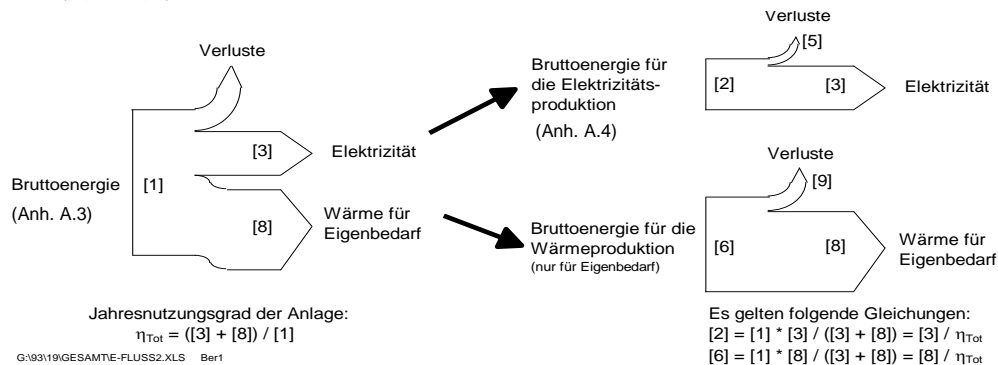 Verluste
Bruttoenergie
(Anh. A.3)
[1]
[3]
Elektrizität
[8]
Wärme für
Eigenbedarf
Jahresnutzungsgrad der Anlage:
ηTot = ([3] + [8]) / [1]
G:\93\19\GESAMT\E-FLUSS2.XLS Ber1
Bruttoenergie für
die Elektrizitäts-
produktion
(Anh. A.4)
Verluste
[5]
[2]
[3]
Elektrizität
Bruttoenergie für die
Wärmeproduktion
(nur für Eigenbedarf)
Verluste
[9]
[6]
[8]
Wärme für
Eigenbedarf
Es gelten folgende Gleichungen:
[2] = [1] * [3] / ([3] + [8]) = [3] / ηTot
[6] = [1] * [8] / ([3] + [8]) = [8] / ηTot